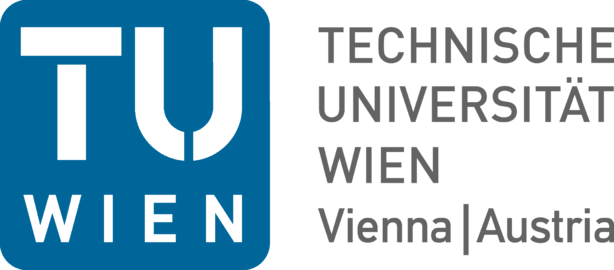 TU
WIEN
TECHNISCHE
UNIVERSITÄT
WIEN
Vienna|Austria